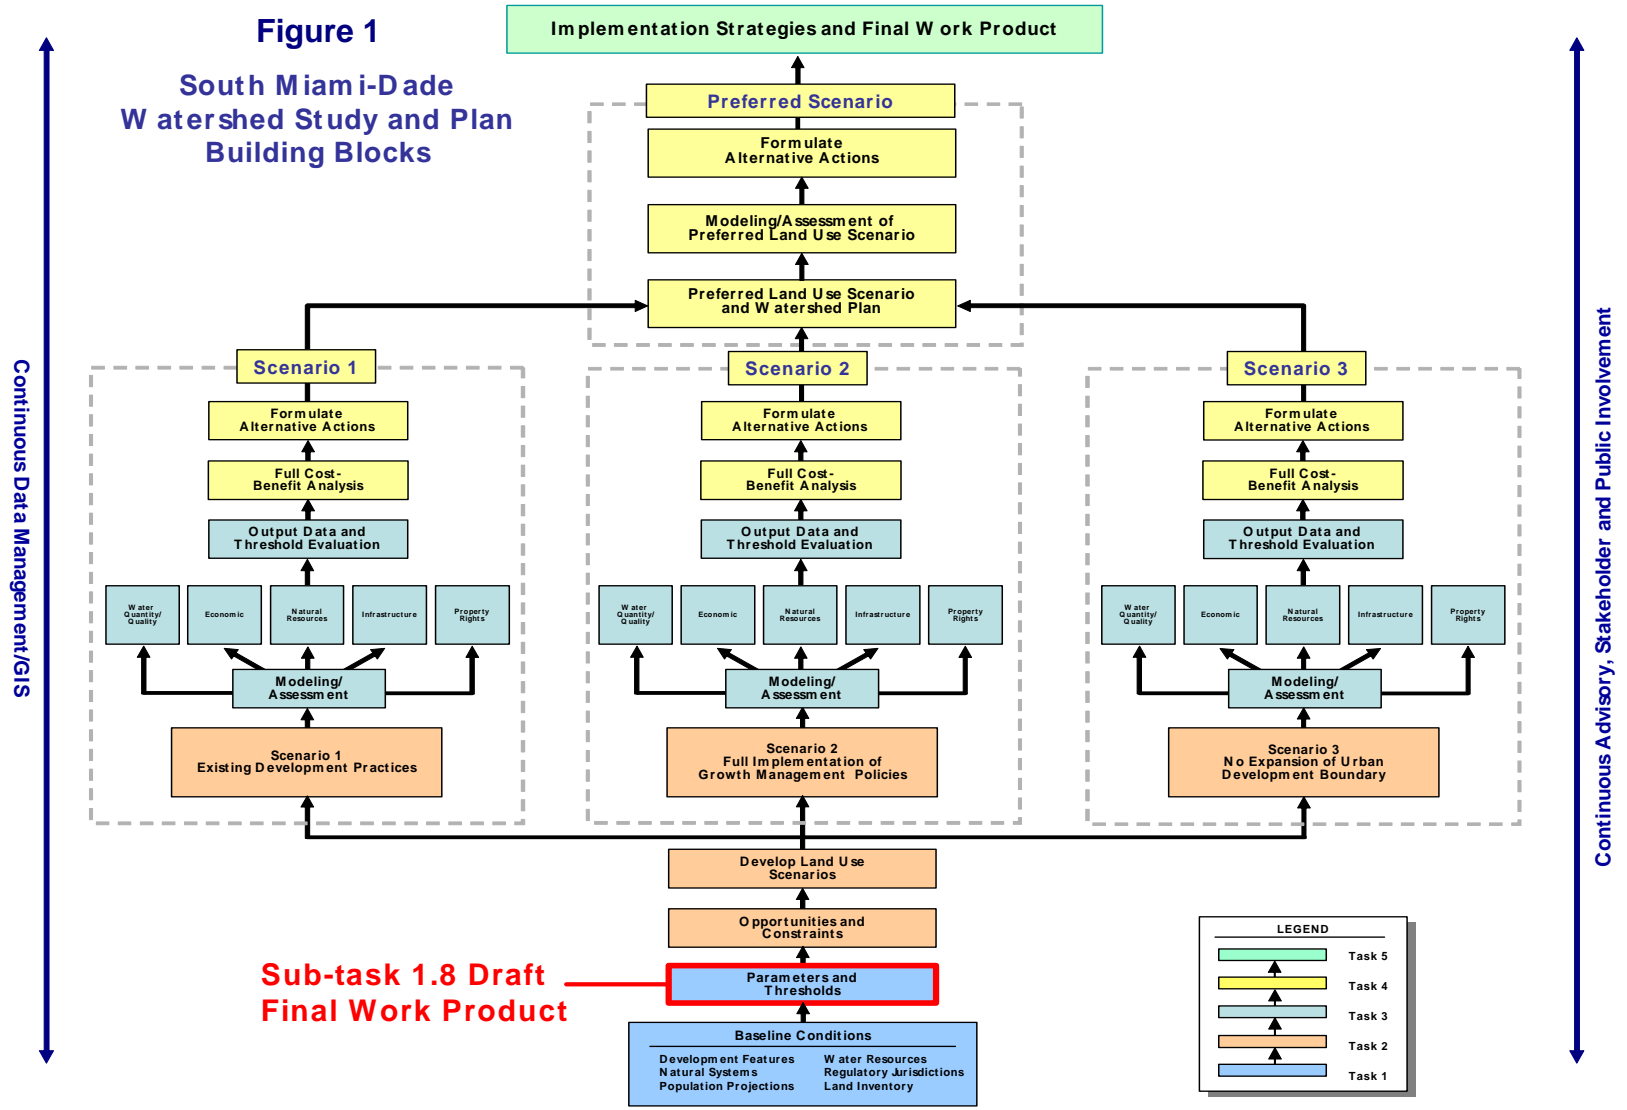 Figure 1
South Miami-Dade
Watershed Study and Plan
Building Blocks
Implementation Strategies and Final Work Product
Preferred Scenario
Formulate
Alternative Actions
Modeling/Assessment of
Preferred Land Use Scenario
Preferred Land Use Scenario
and Watershed Plan
Continuous Data Management/GIS
Continuous Advisory, Stakeholder and Public Involvement
Scenario 1
Formulate
Alternative Actions
Full Cost-
Benefit Analysis
Output Data and
Threshold Evaluation
Water
Quantity/
Quality
Economic
Natural
Resources
Infrastructure
Property
Rights
Modeling/
Assessment
Scenario 1
Existing Development Practices
Scenario 2
Formulate
Alternative Actions
Full Cost-
Benefit Analysis
Output Data and
Threshold Evaluation
Water
Quantity/
Quality
Economic
Natural
Resources
Infrastructure
Property
Rights
Modeling/
Assessment
Scenario 2
Full Implementation of
Growth Management Policies
Scenario 3
Formulate
Alternative Actions
Full Cost-
Benefit Analysis
Output Data and
Threshold Evaluation
Water
Quantity/
Quality
Economic
Natural
Resources
Infrastructure
Property
Rights
Modeling/
Assessment
Scenario 3
No Expansion of Urban
Development Boundary
Develop Land Use
Scenarios
Opportunities and
Constraints
Sub-task 1.8 Draft
Final Work Product
Parameters and
Thresholds
Baseline Conditions
Development Features
Natural Systems
Population Projections
Water Resources
Regulatory Jurisdictions
Land Inventory
LEGEND
Task 5
Task 4
Task 3
Task 2
Task 1